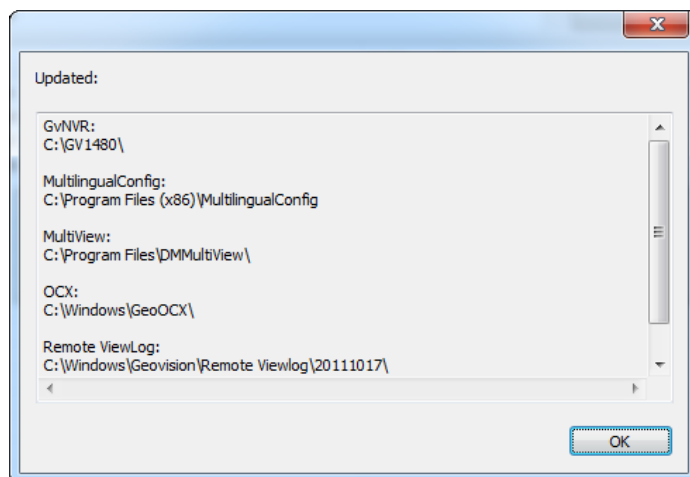 Updated:
GvNVR:
C:\GV1480\
MultilingualConfig:
C:\Program Files (x86)\MultilingualConfig
MultiView:
C:\Program Files\DMMultiView\
OCX:
C:\Windows\GeoOCX\
Remote ViewLog:
C:\Windows\Geovision\Remote Viewlog\20111017\
OK